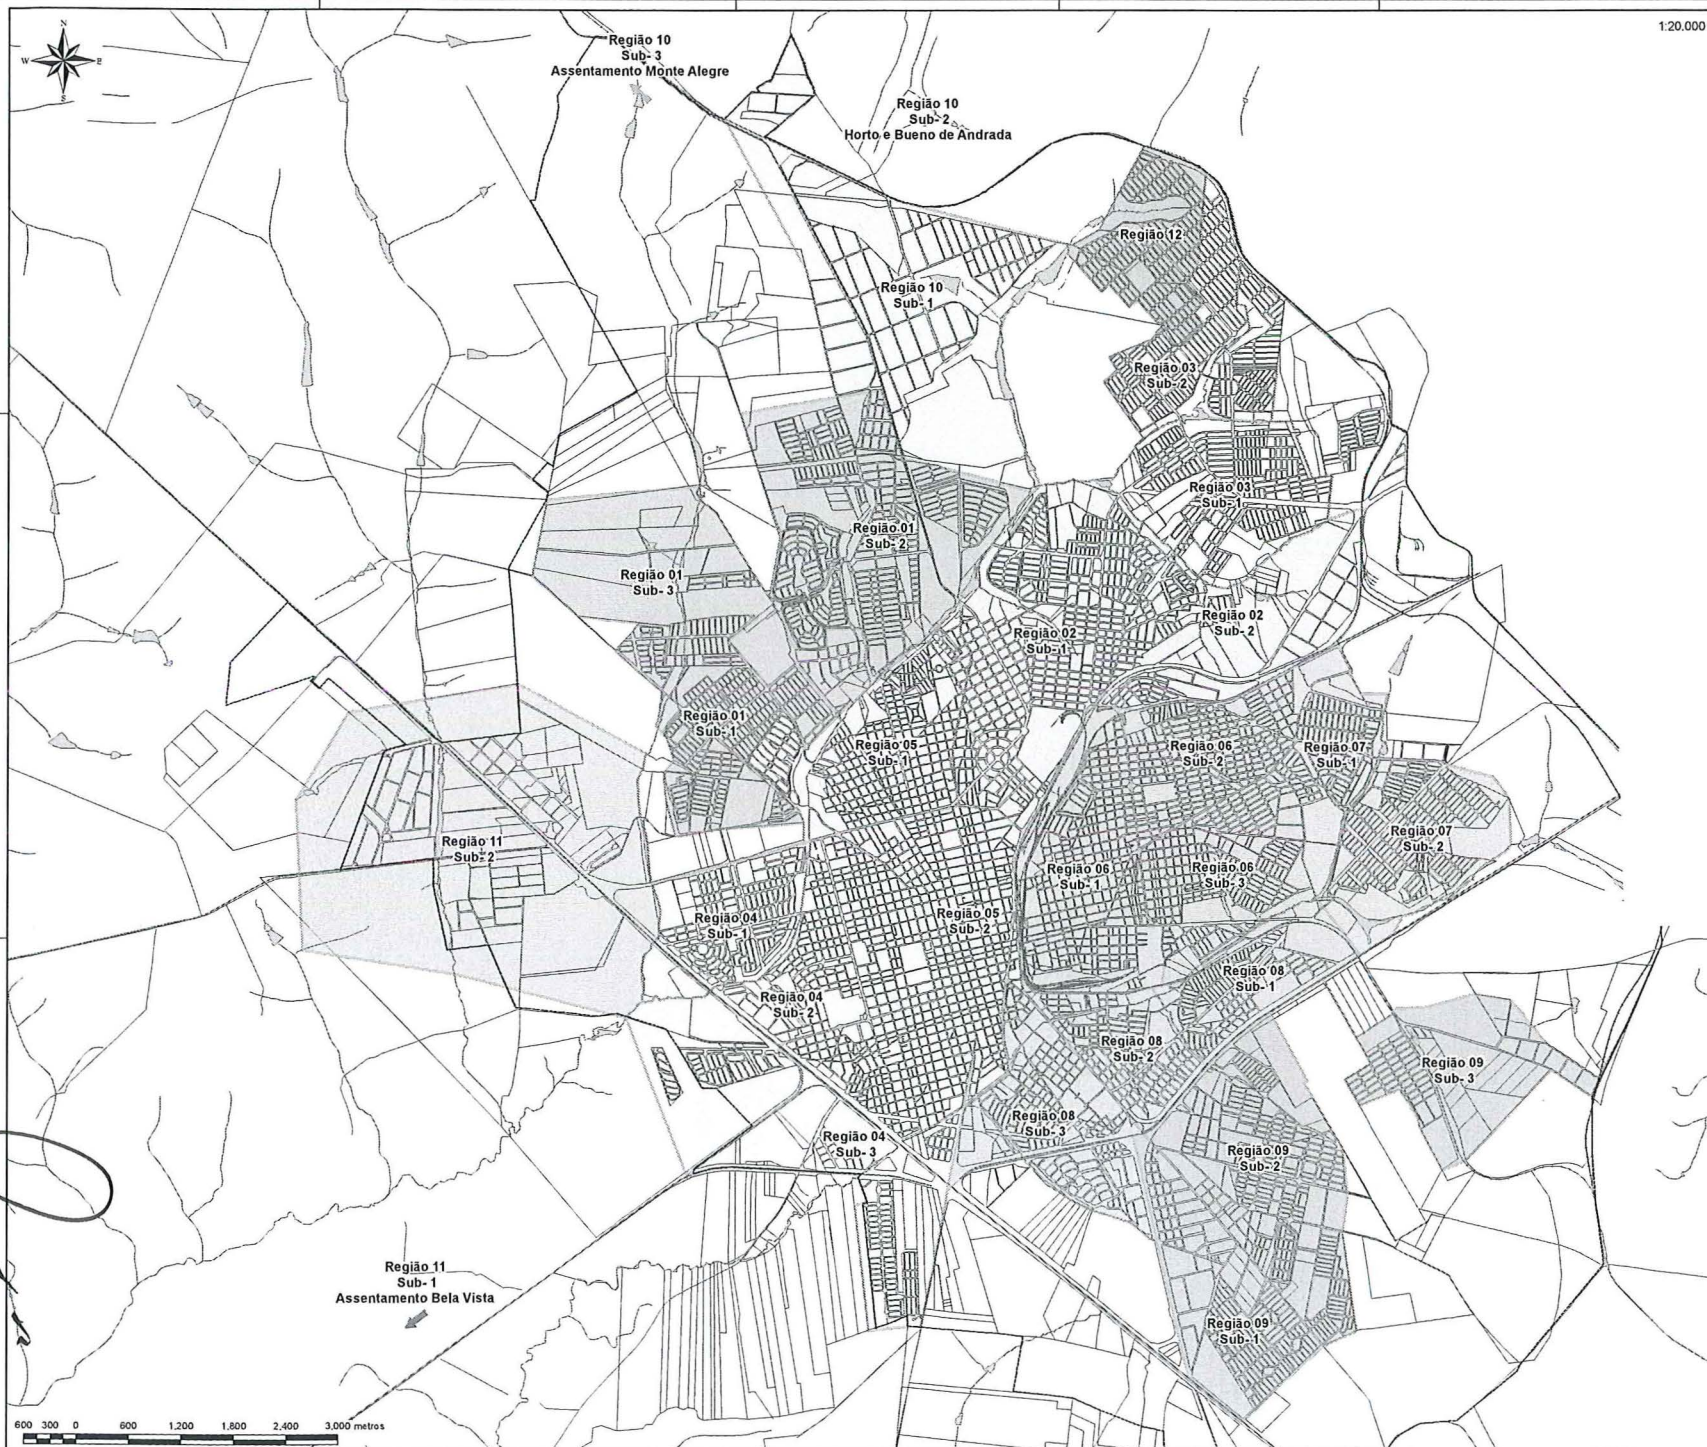 1:20.000
N
W
E
S
Região 10
Sub- 3
Assentamento Monte Alegre
Região 10
Sub- 2
Horto e Bueno de Andrada
Região 12
Região 10
Sub- 1
Região 03
Sub- 2
Região 03
Sub- 1
Região 01
Sub- 2
Região 01
Sub- 3
Região 02
Sub- 2
Região 02
Sub- 1
Região 01
Sub- 1
Região 05
Sub- 1
Região 06
Sub- 2
Região 07
Sub- 1
Região 07
Sub- 2
Região 11
Sub- 2
Região 06
Sub- 1
Região 06
Sub- 3
Região 04
Sub- 1
Região 05
Sub- 2
Região 08
Sub- 1
Região 04
Sub- 2
Região 08
Sub- 2
Região 09
Sub- 3
Região 08
Sub- 3
Região 04
Sub- 3
Região 09
Sub- 2
Região 11
Sub- 1
Assentamento Bela Vista
Região 09
Sub- 1
600 300 0 600 1.200 1.800 2.400 3.000 metros